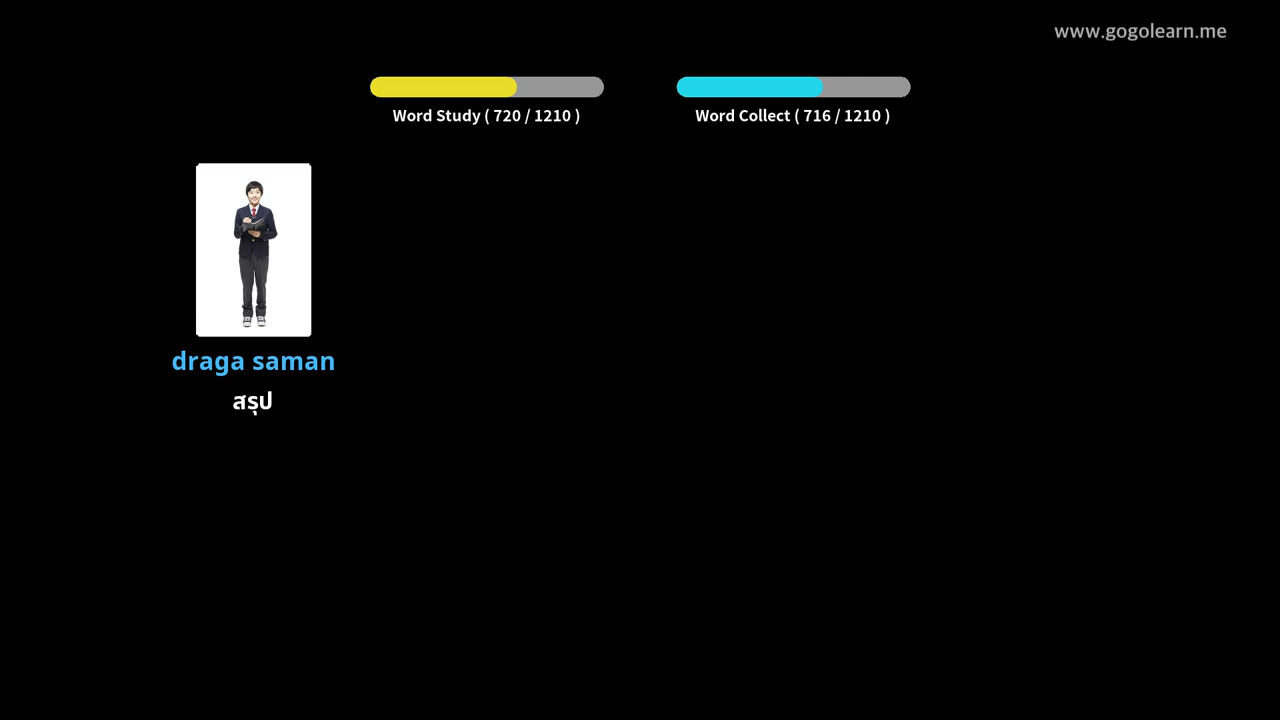 www.gogolearn.me
Word Study ( 720 / 1210 )
Word Collect ( 716 / 1210 )
draga saman
สรุป